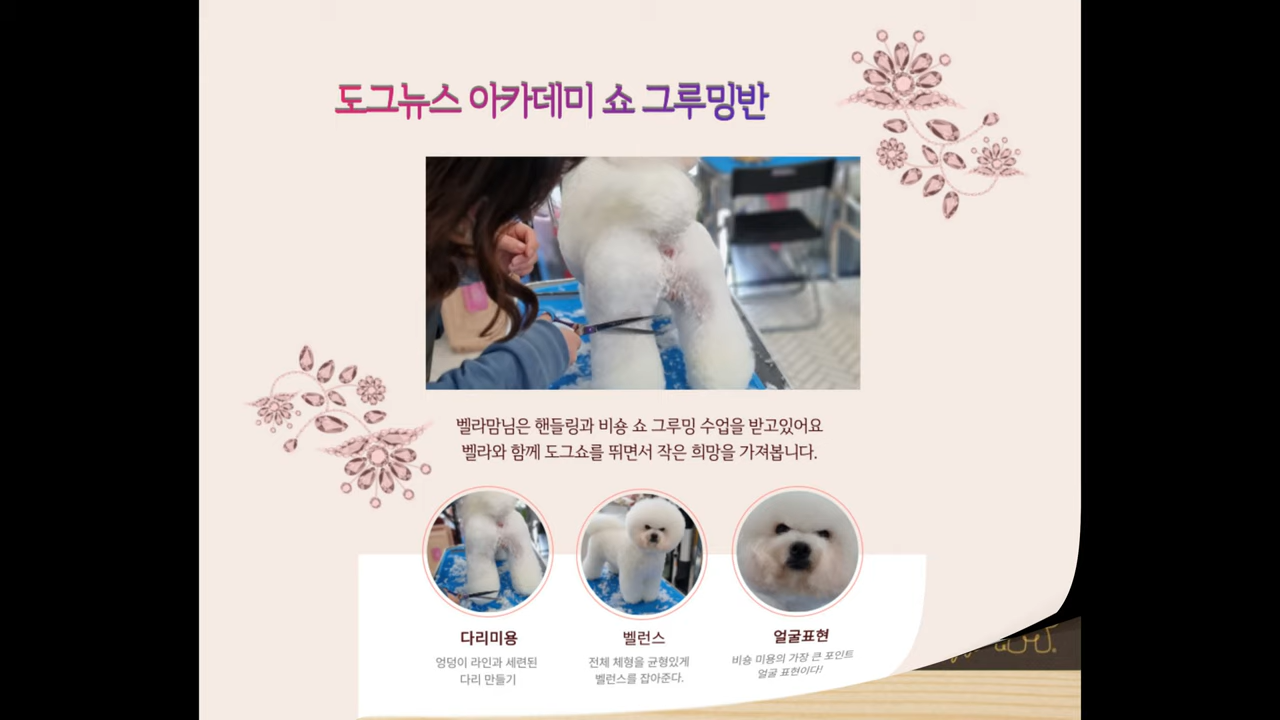 도그뉴스 아카데미 쇼 그루밍반
벨라맘님은 핸들링과 비숑 쇼 그루밍 수업을 받고있어요
벨라와 함께 도그쇼를 뛰면서 작은 희망을 가져봅니다.
다리미용
엉덩이 라인과 세련된
다리 만들기
벨런스
전체 체형을 균형있게
벨런스를 잡아준다.
얼굴표현
비숑 미용의 가장 큰 포인트
얼굴 표현이다!